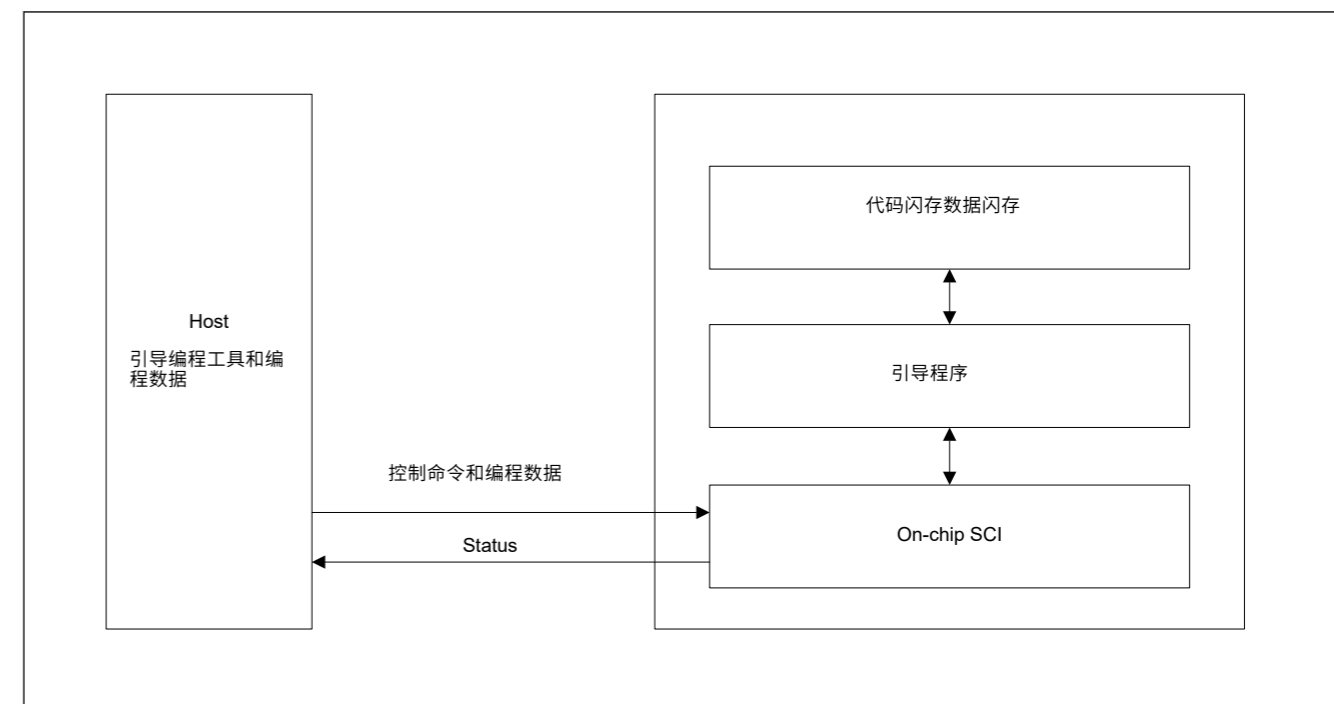 Host
引导编程工具和编
程数据
控制命令和编程数据
Status
代码闪存数据闪存
引导程序
On-chip SCI